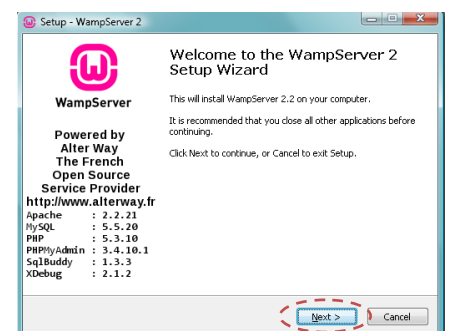 Setup - WampServer 2
Welcome to the WampServer 2
Setup Wizard
This will install WampServer 2.2 on your computer.
It is recommended that you close all other applications before
continuing.
Click Next to continue, or Cancel to exit Setup.
WampServer
Powered by
Alter Way
The French
Open Source
Service Provider
http://www.alterway.fr
Apache : 2.2.21
MySQL : 5.5.20
PHP : 5.3.10
PHPMyAdmin : 3.4.10.1
SqlBuddy : 1.3.3
XDebug : 2.1.2
Next >
Cancel